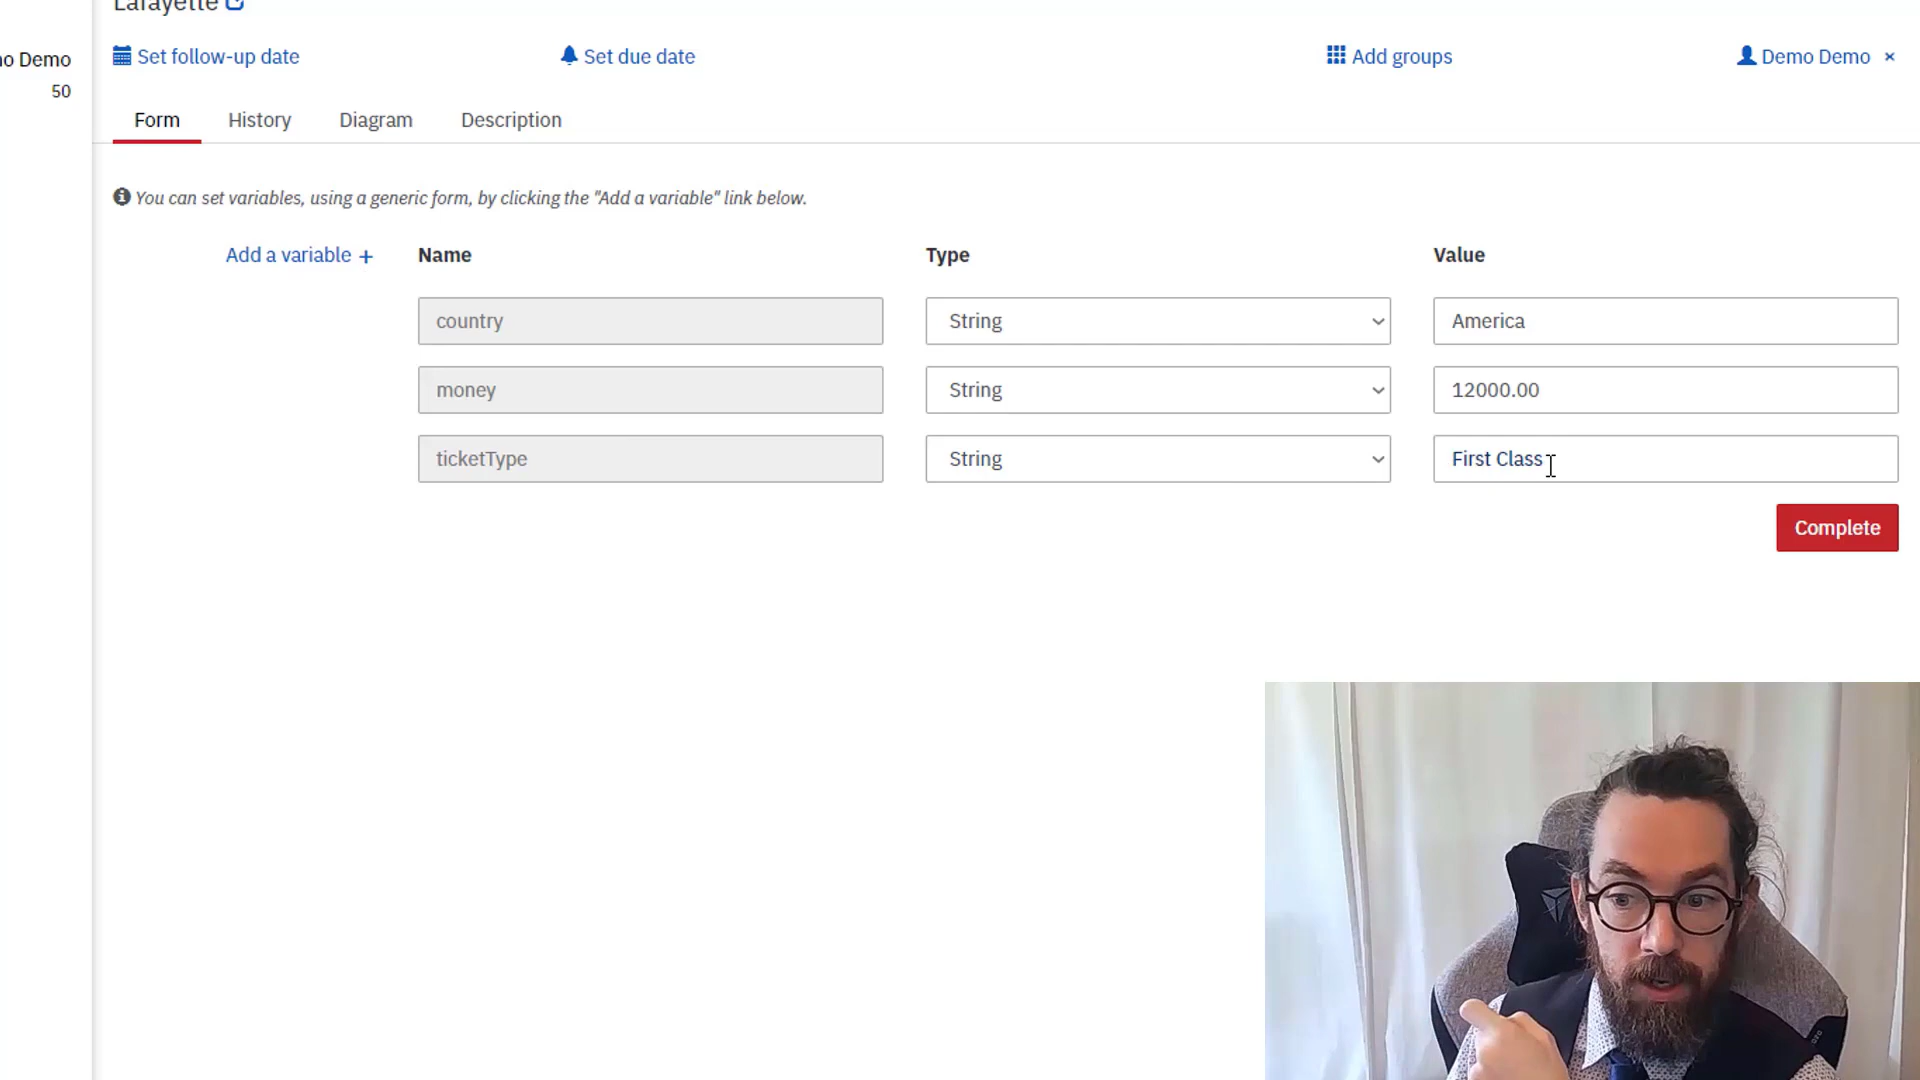 Lafayette
no Demo
50
Set follow-up date
Set due date
Add groups
Demo Demo ×
Form
History
Diagram
Description
You can set variables, using a generic form, by clicking the "Add a variable" link below.
Add a variable +
Name
Type
Value
country
String
America
money
String
12000.00
ticketType
String
First Class
Complete